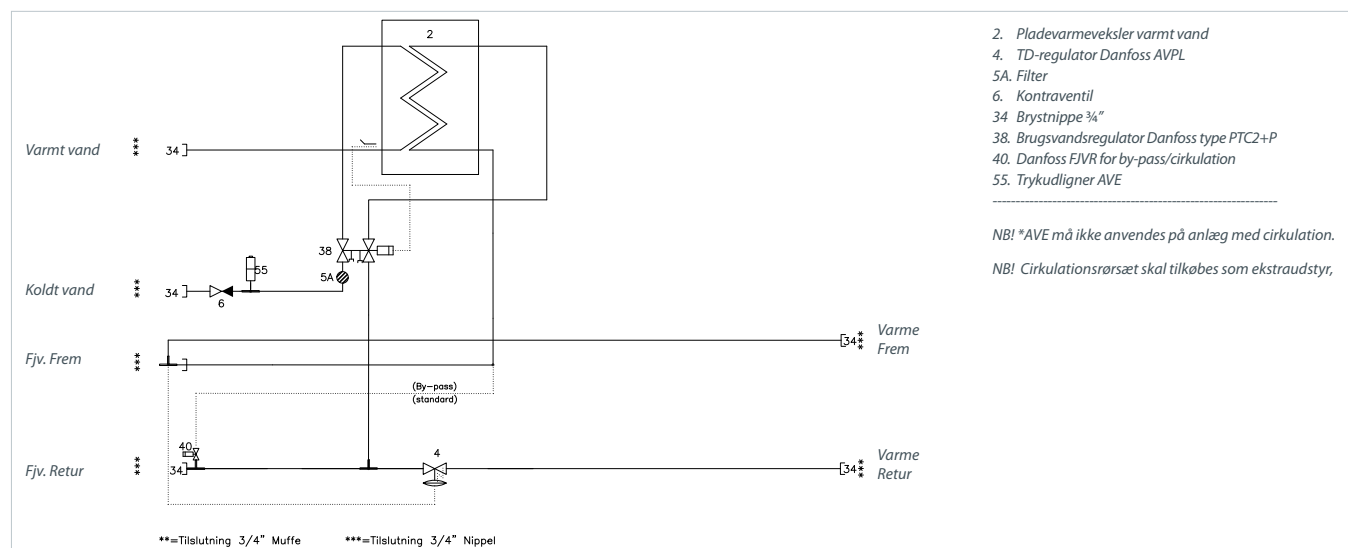 2
Varmt vand
***
34
38
55
5A
Koldt vand
***
34
6
Varme
34
***
Frem
Fjv. Frem
***
(By-pass)
(standard)
40
4
Fjv. Retur
***
34
Varme
34
***
Retur
**=Tilslutning 3/4" Muffe ***=Tilslutning 3/4" Nippel
2. Pladevarmeveksler varmt vand
4. TD-regulator Danfoss AVPL
5A. Filter
6. Kontraventil
34 Brystnippe ¾"
38. Brugsvandsregulator Danfoss type PTC2+P
40. Danfoss FJVR for by-pass/cirkulation
55. Trykudligner AVE
--------------------------------------------------------------
NB! *AVE må ikke anvendes på anlæg med cirkulation.
NB! Cirkulationsrørsæt skal tilkøbes som ekstraudstyr,